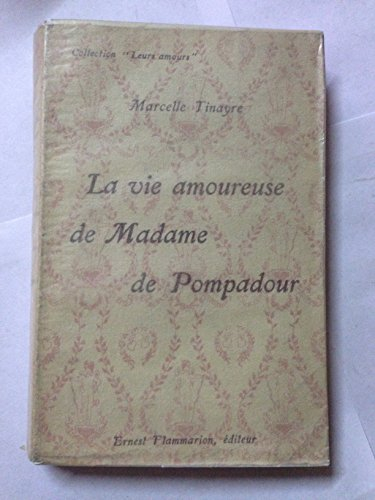 Collection "Leurs amours"
Marcelle Tinayre
La vie amoureuse
de Madame
de Pompadour
Ernest Flammarion, éditeur